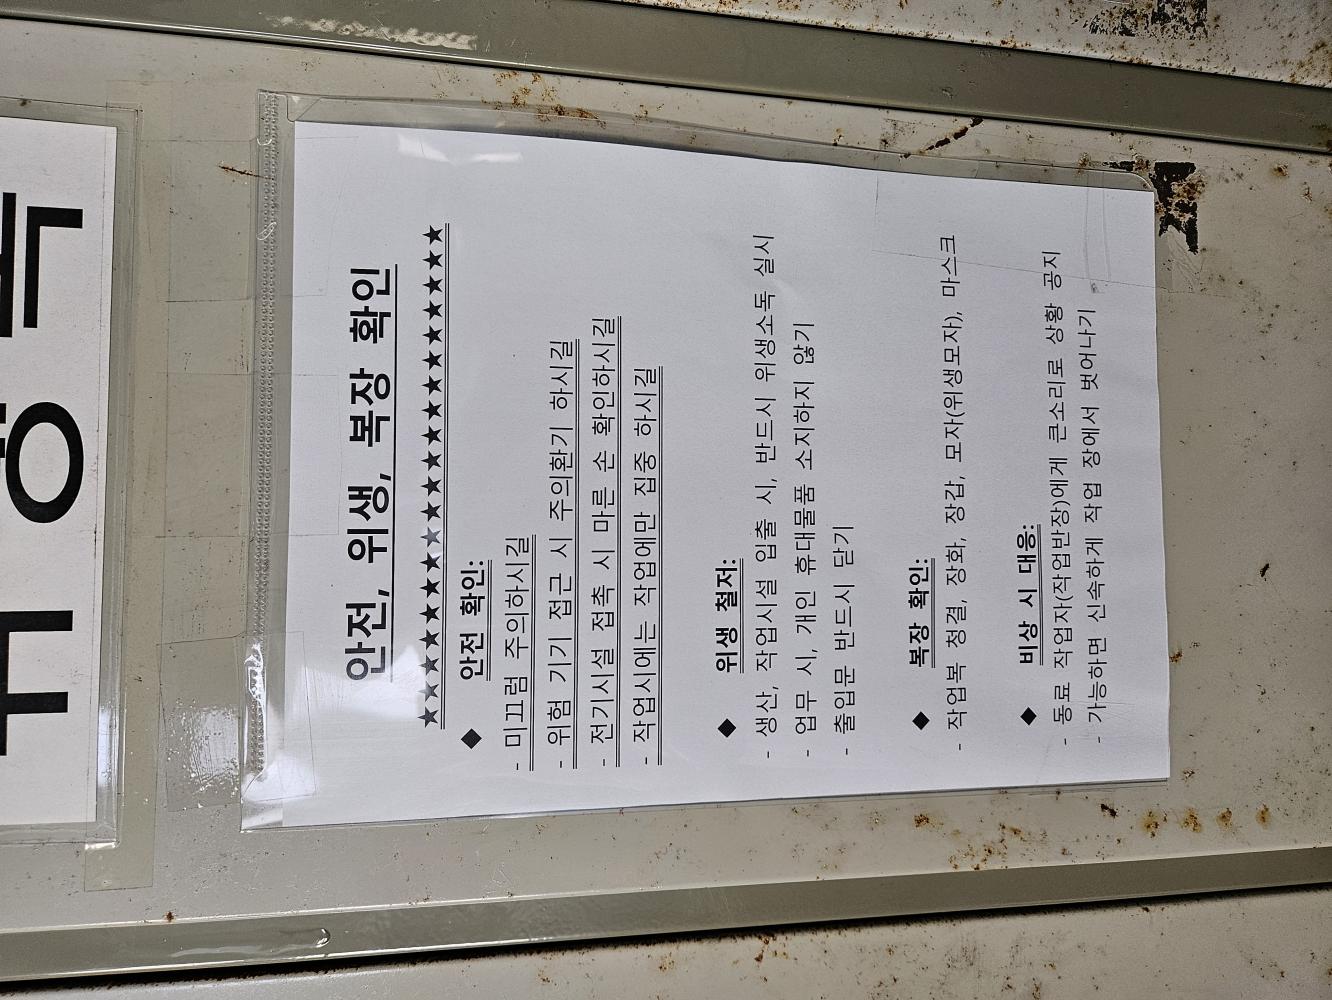 안전, 위생, 복장 확인
★★★★★★★★★★★★★★★★★★★★
◆ 안전 확인:
- 미끄럼 주의하시길
- 위험 기기 접근 시 주의환기 하시길
- 전기시설 접촉 시 마른 손 확인하시길
- 작업시에는 작업에만 집중 하시길
◆ 위생 철저:
- 생산, 작업시설 입출 시, 반드시 위생소독 실시
- 업무 시, 개인 휴대물품 소지하지 않기
- 출입문 반드시 닫기
◆ 복장 확인:
- 작업복 청결, 장화, 장갑, 모자(위생모자), 마스크
◆ 비상 시 대응:
- 동료 작업자(작업반장)에게 큰소리로 상황 공지
- 가능하면 신속하게 작업 장에서 벗어나기